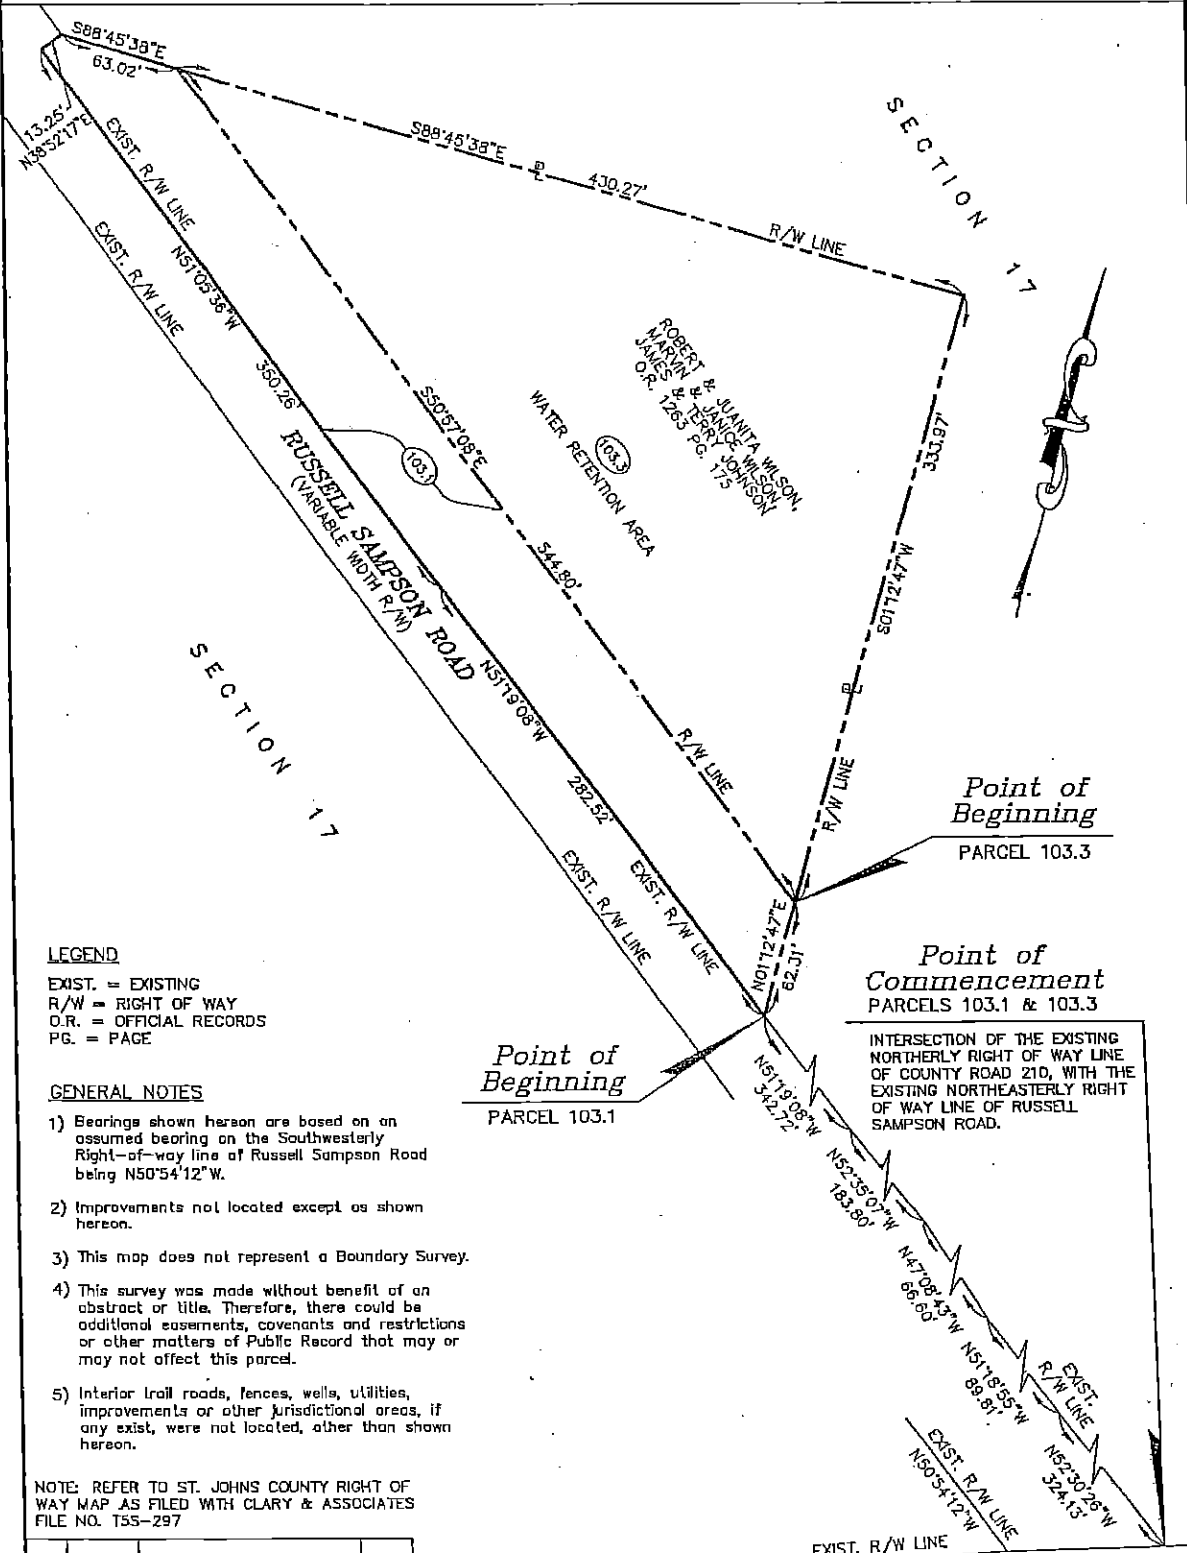 S88°45'38"E
63.02'
13.25'
N38°52'17"E
EXIST. R/W LINE
EXIST. R/W LINE
N51°05'36"W
350.26'
S88°45'38"E
430.27'
R/W LINE
SECTION 17
ROBERT & JUANITA WILSON,
MARVIN & JANICE WILSON,
JAMES & TERRY JOHNSON
O.R. 1263 PG. 175
103.3
WATER RETENTION AREA
333.97'
S01°12'47"W
R/W LINE
S50°57'08"E
544.80'
R/W LINE
103.1
RUSSELL SAMPSON ROAD
(VARIABLE WIDTH R/W)
N51°19'08"W
282.52'
EXIST. R/W LINE
EXIST. R/W LINE
SECTION 17
Point of
Beginning
PARCEL 103.3
N01°12'47"E
62.31'
Point of
Commencement
PARCELS 103.1 & 103.3
INTERSECTION OF THE EXISTING
NORTHERLY RIGHT OF WAY LINE
OF COUNTY ROAD 210, WITH THE
EXISTING NORTHEASTERLY RIGHT
OF WAY LINE OF RUSSELL
SAMPSON ROAD.
Point of
Beginning
PARCEL 103.1
N51°19'08"W
342.72'
N52°35'07"W
183.80'
N47°08'43"W
66.60'
N51°18'55"W
89.81'
EXIST.
R/W LINE
N52°30'26"W
324.13'
EXIST. R/W LINE
N50°54'12"W
EXIST. R/W LINE
LEGEND
EXIST. = EXISTING
R/W = RIGHT OF WAY
O.R. = OFFICIAL RECORDS
PG. = PAGE
GENERAL NOTES
1) Bearings shown hereon are based on an
assumed bearing on the Southwesterly
Right-of-way line of Russell Sampson Road
being N50°54'12"W.
2) Improvements not located except as shown
hereon.
3) This map does not represent a Boundary Survey.
4) This survey was made without benefit of an
abstract or title. Therefore, there could be
additional easements, covenants and restrictions
or other matters of Public Record that may or
may not affect this parcel.
5) Interior trail roads, fences, wells, utilities,
improvements or other jurisdictional areas, if
any exist, were not located, other than shown
hereon.
NOTE: REFER TO ST. JOHNS COUNTY RIGHT OF
WAY MAP AS FILED WITH CLARY & ASSOCIATES
FILE NO. T5S-297